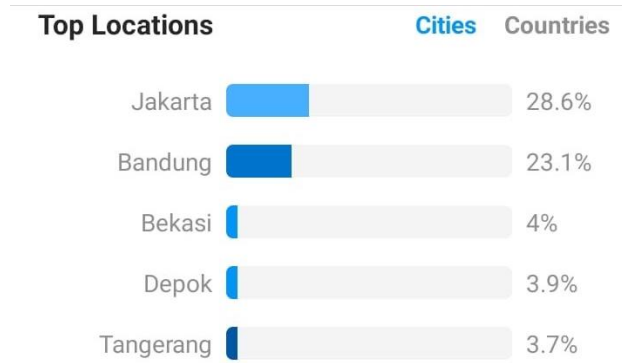 Top Locations Cities Countries
Jakarta 28.6%
Bandung 23.1%
Bekasi 4%
Depok 3.9%
Tangerang 3.7%